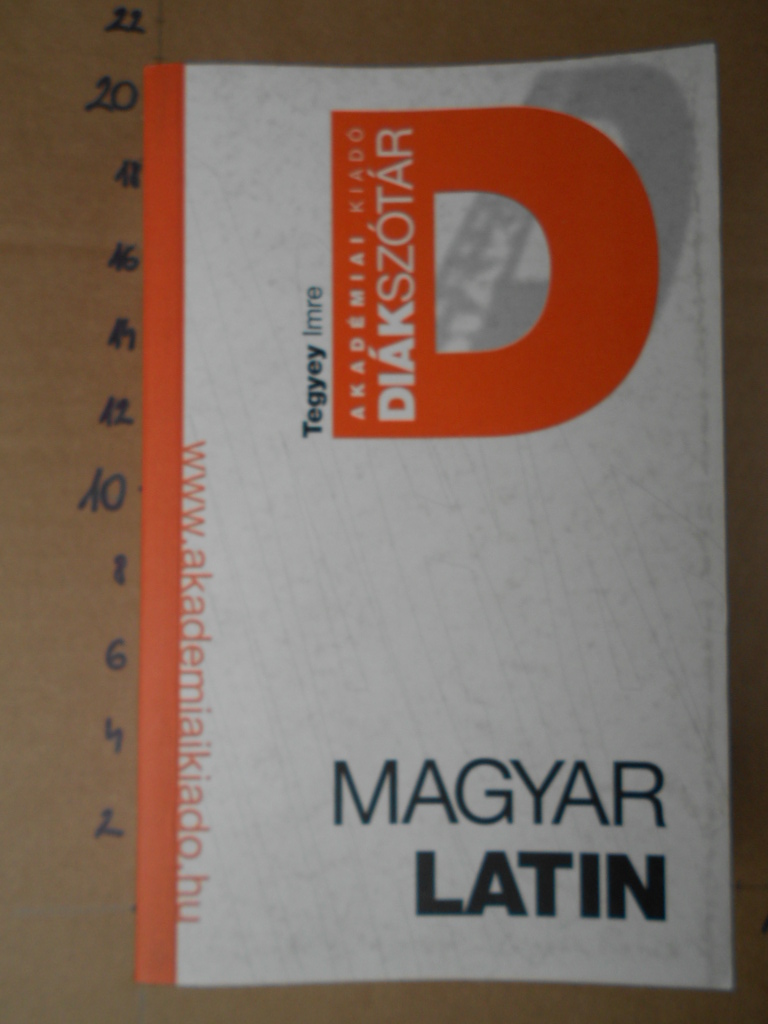 22
20
18
16
14
12
10
8
6
4
2
Tegyey Imre
AKADÉMIAI KIADÓ
DIÁKSZÓTÁR
www.akademiaikiado.hu
MAGYAR
LATIN